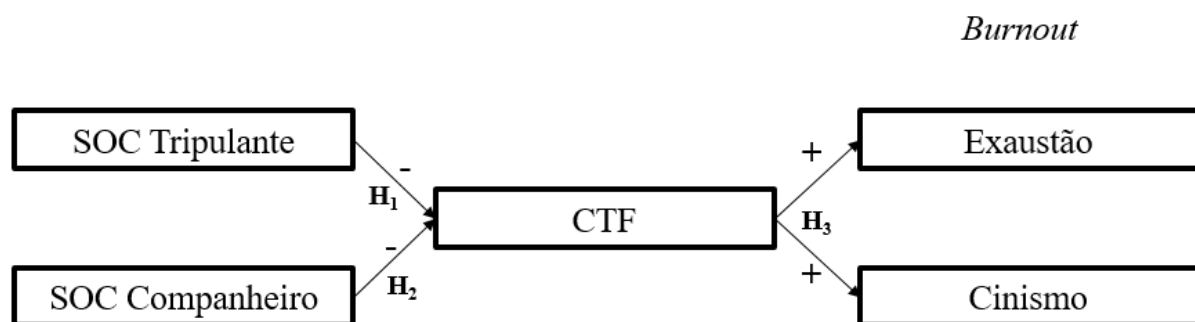 Burnout
SOC Tripulante
Exaustão
-
+
H₁
CTF
H₃
-
+
H₂
SOC Companheiro
Cinismo